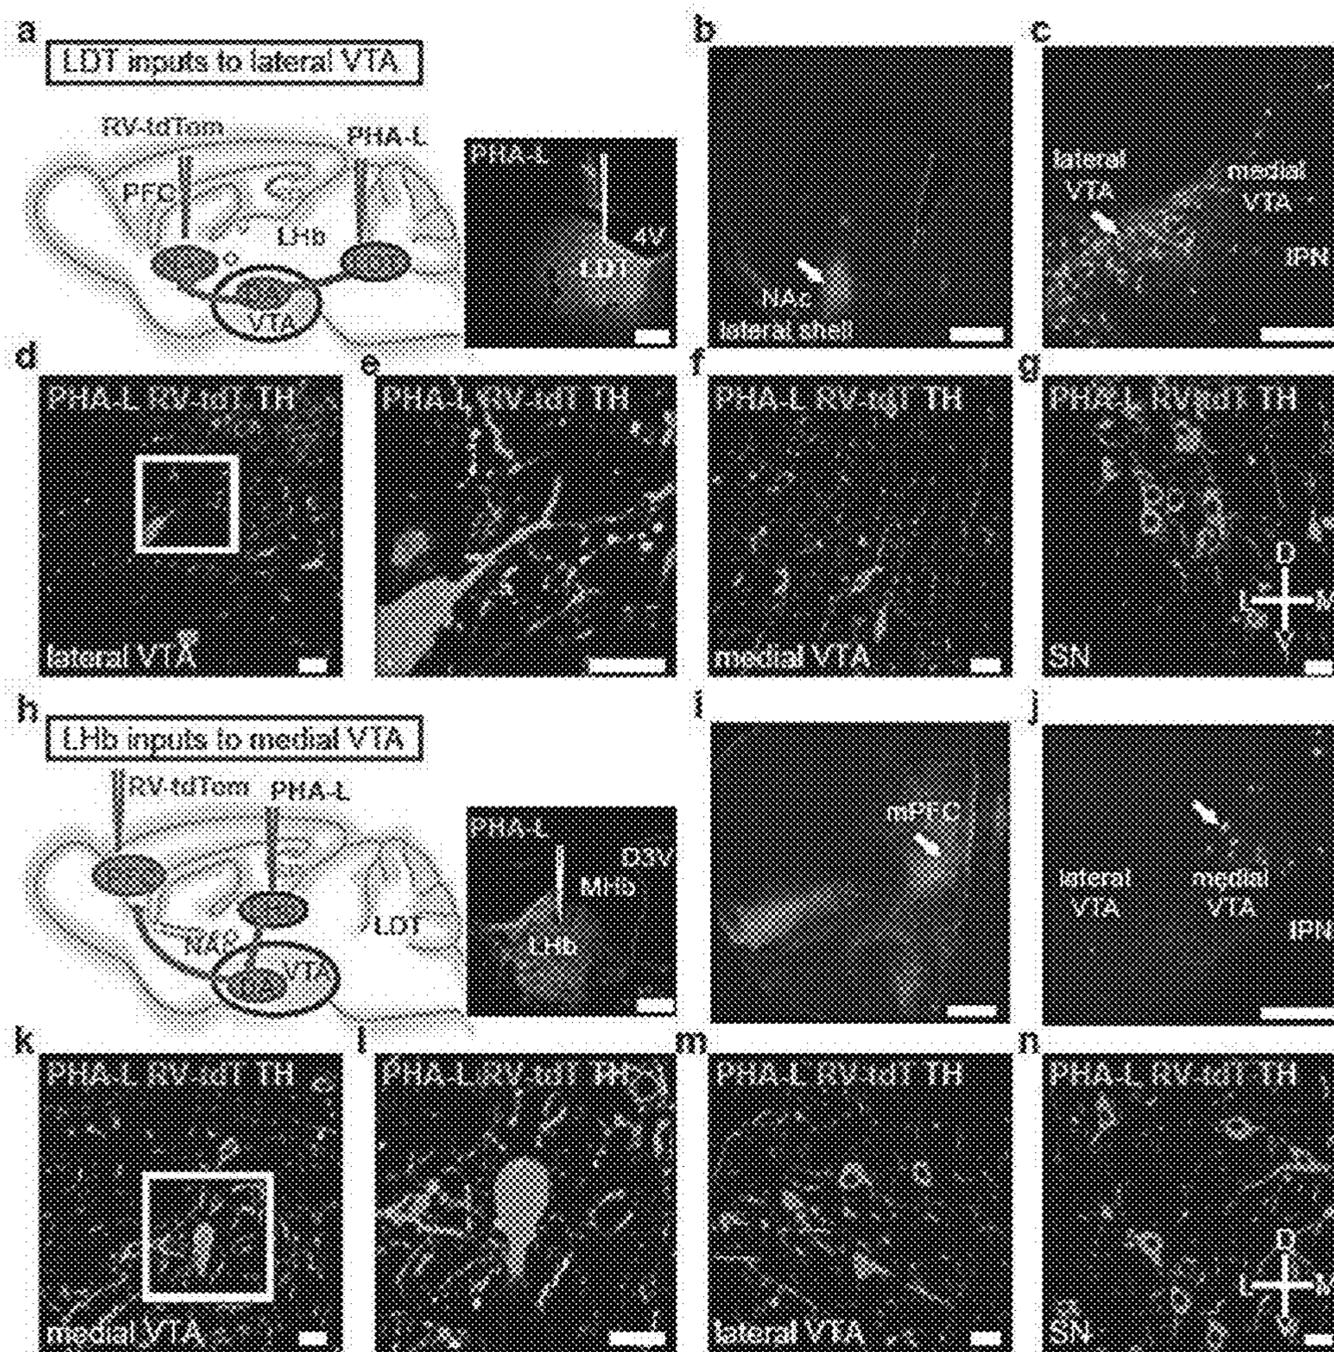 a
LDT inputs to lateral VTA
RV-tdTom
PHA-L
PFC
LHb
VTA
PHA-L
4V
LDT
b
NAc
lateral shell
c
lateral
VTA
medial
VTA
IPN
d
PHA-L RV-tdT TH
lateral VTA
e
PHA-L RV-tdT TH
f
PHA-L RV-tdT TH
medial VTA
g
PHA-L RV-tdT TH
D
L M
V
SN
h
LHb inputs to medial VTA
RV-tdTom PHA-L
NAc
LDT
VTA
DA
PHA-L
D3V
MHb
LHb
i
mPFC
j
lateral
VTA
medial
VTA
IPN
k
PHA-L RV-tdT TH
medial VTA
l
PHA-L RV-tdT TH
m
PHA-L RV-tdT TH
lateral VTA
n
PHA-L RV-tdT TH
D
L M
V
SN